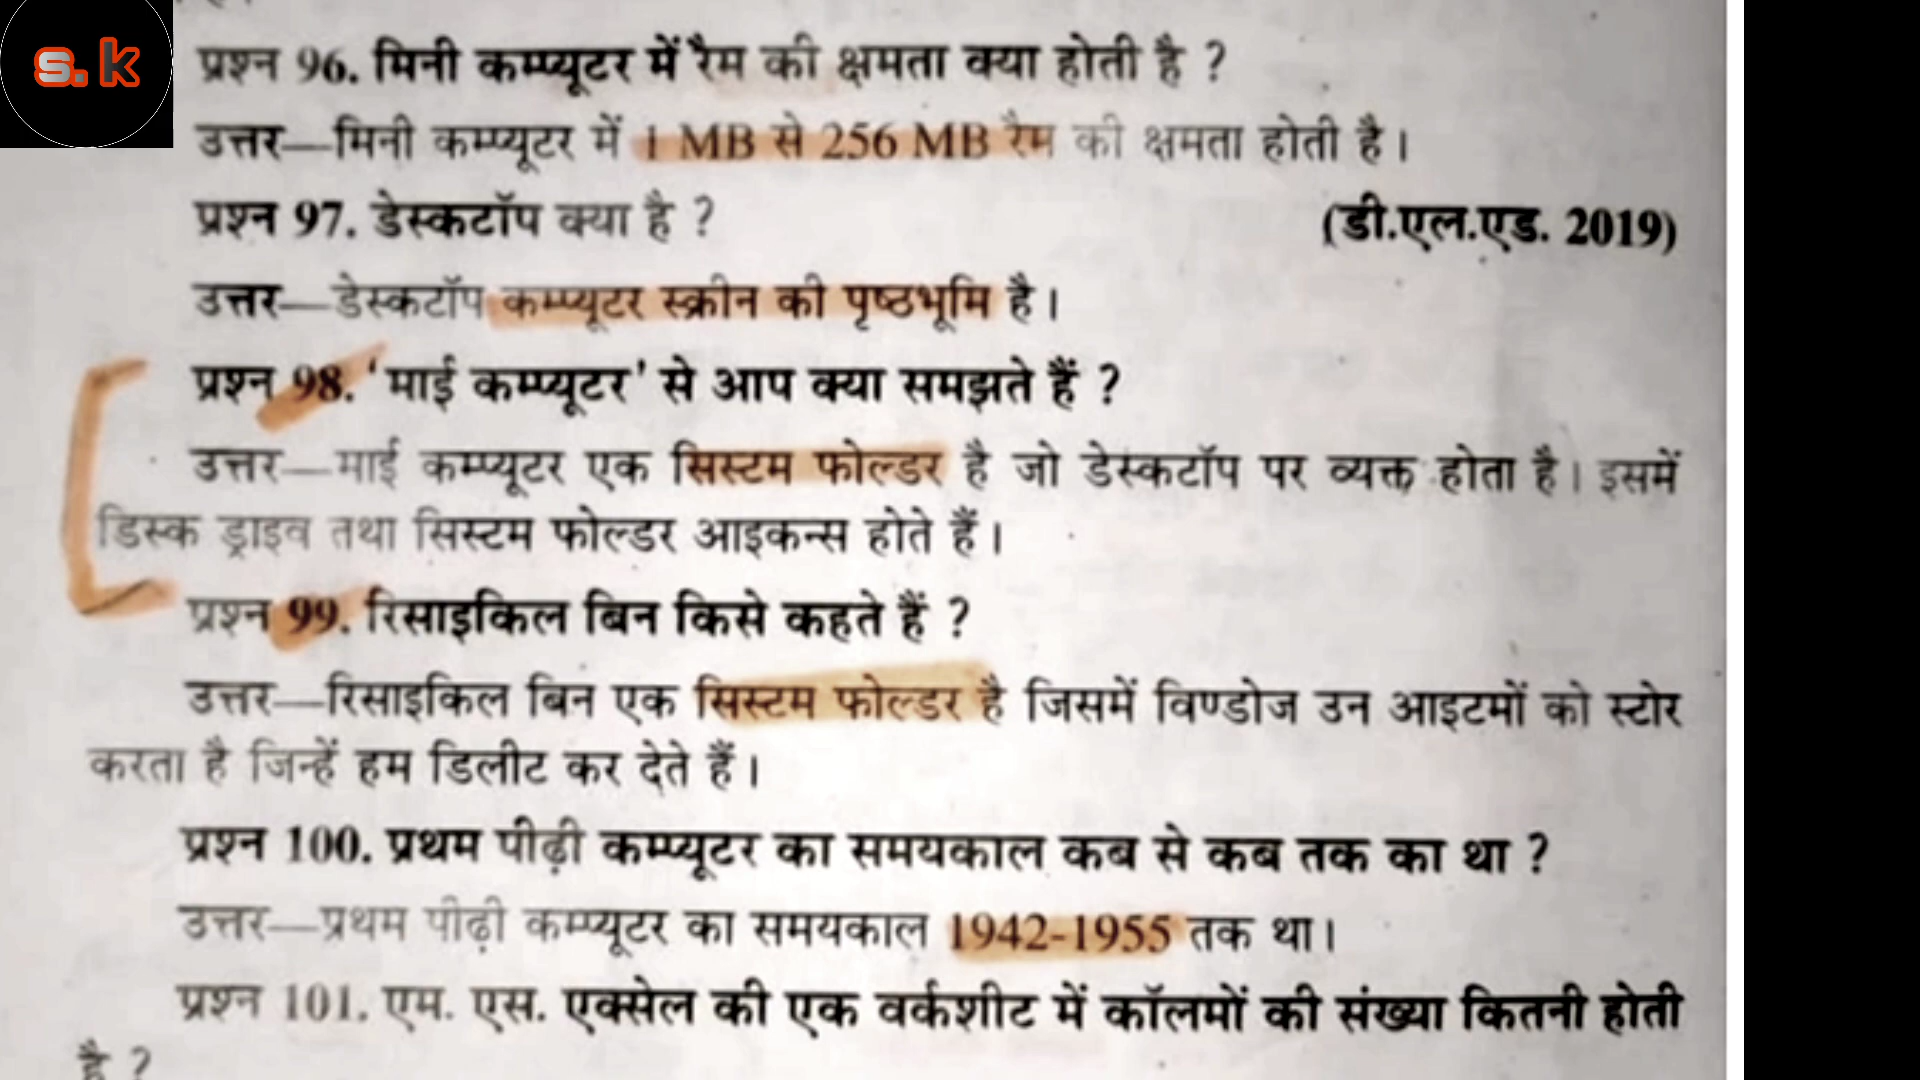 s. k
प्रश्न 96. मिनी कम्प्यूटर में रैम की क्षमता क्या होती है ?
उत्तर—मिनी कम्प्यूटर में 1 MB से 256 MB रैम की क्षमता होती है।
प्रश्न 97. डेस्कटॉप क्या है ? (डी.एल.एड. 2019)
उत्तर—डेस्कटॉप कम्प्यूटर स्क्रीन की पृष्ठभूमि है।
प्रश्न 98. 'माई कम्प्यूटर' से आप क्या समझते हैं ?
उत्तर—माई कम्प्यूटर एक सिस्टम फोल्डर है जो डेस्कटॉप पर व्यक्त होता है। इसमें
डिस्क ड्राइव तथा सिस्टम फोल्डर आइकन्स होते हैं।
प्रश्न 99. रिसाइकिल बिन किसे कहते हैं ?
उत्तर—रिसाइकिल बिन एक सिस्टम फोल्डर है जिसमें विण्डोज उन आइटमों को स्टोर
करता है जिन्हें हम डिलीट कर देते हैं।
प्रश्न 100. प्रथम पीढ़ी कम्प्यूटर का समयकाल कब से कब तक का था ?
उत्तर—प्रथम पीढ़ी कम्प्यूटर का समयकाल 1942-1955 तक था।
प्रश्न 101. एम. एस. एक्सेल की एक वर्कशीट में कॉलमों की संख्या कितनी होती
है ?